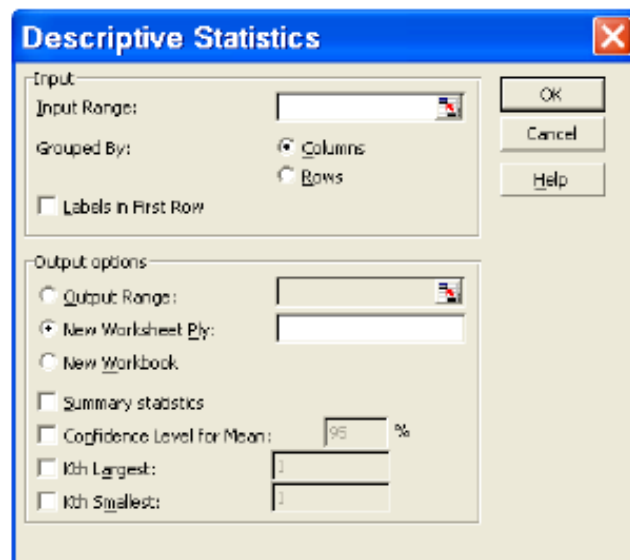 Descriptive Statistics
Input
Input Range:
OK
Grouped By:
Columns
Cancel
Rows
Help
Labels in First Row
Output options
Output Range:
New Worksheet Ply:
New Workbook
Summary statistics
Confidence Level for Mean: 95 %
Kth Largest: 1
Kth Smallest: 1